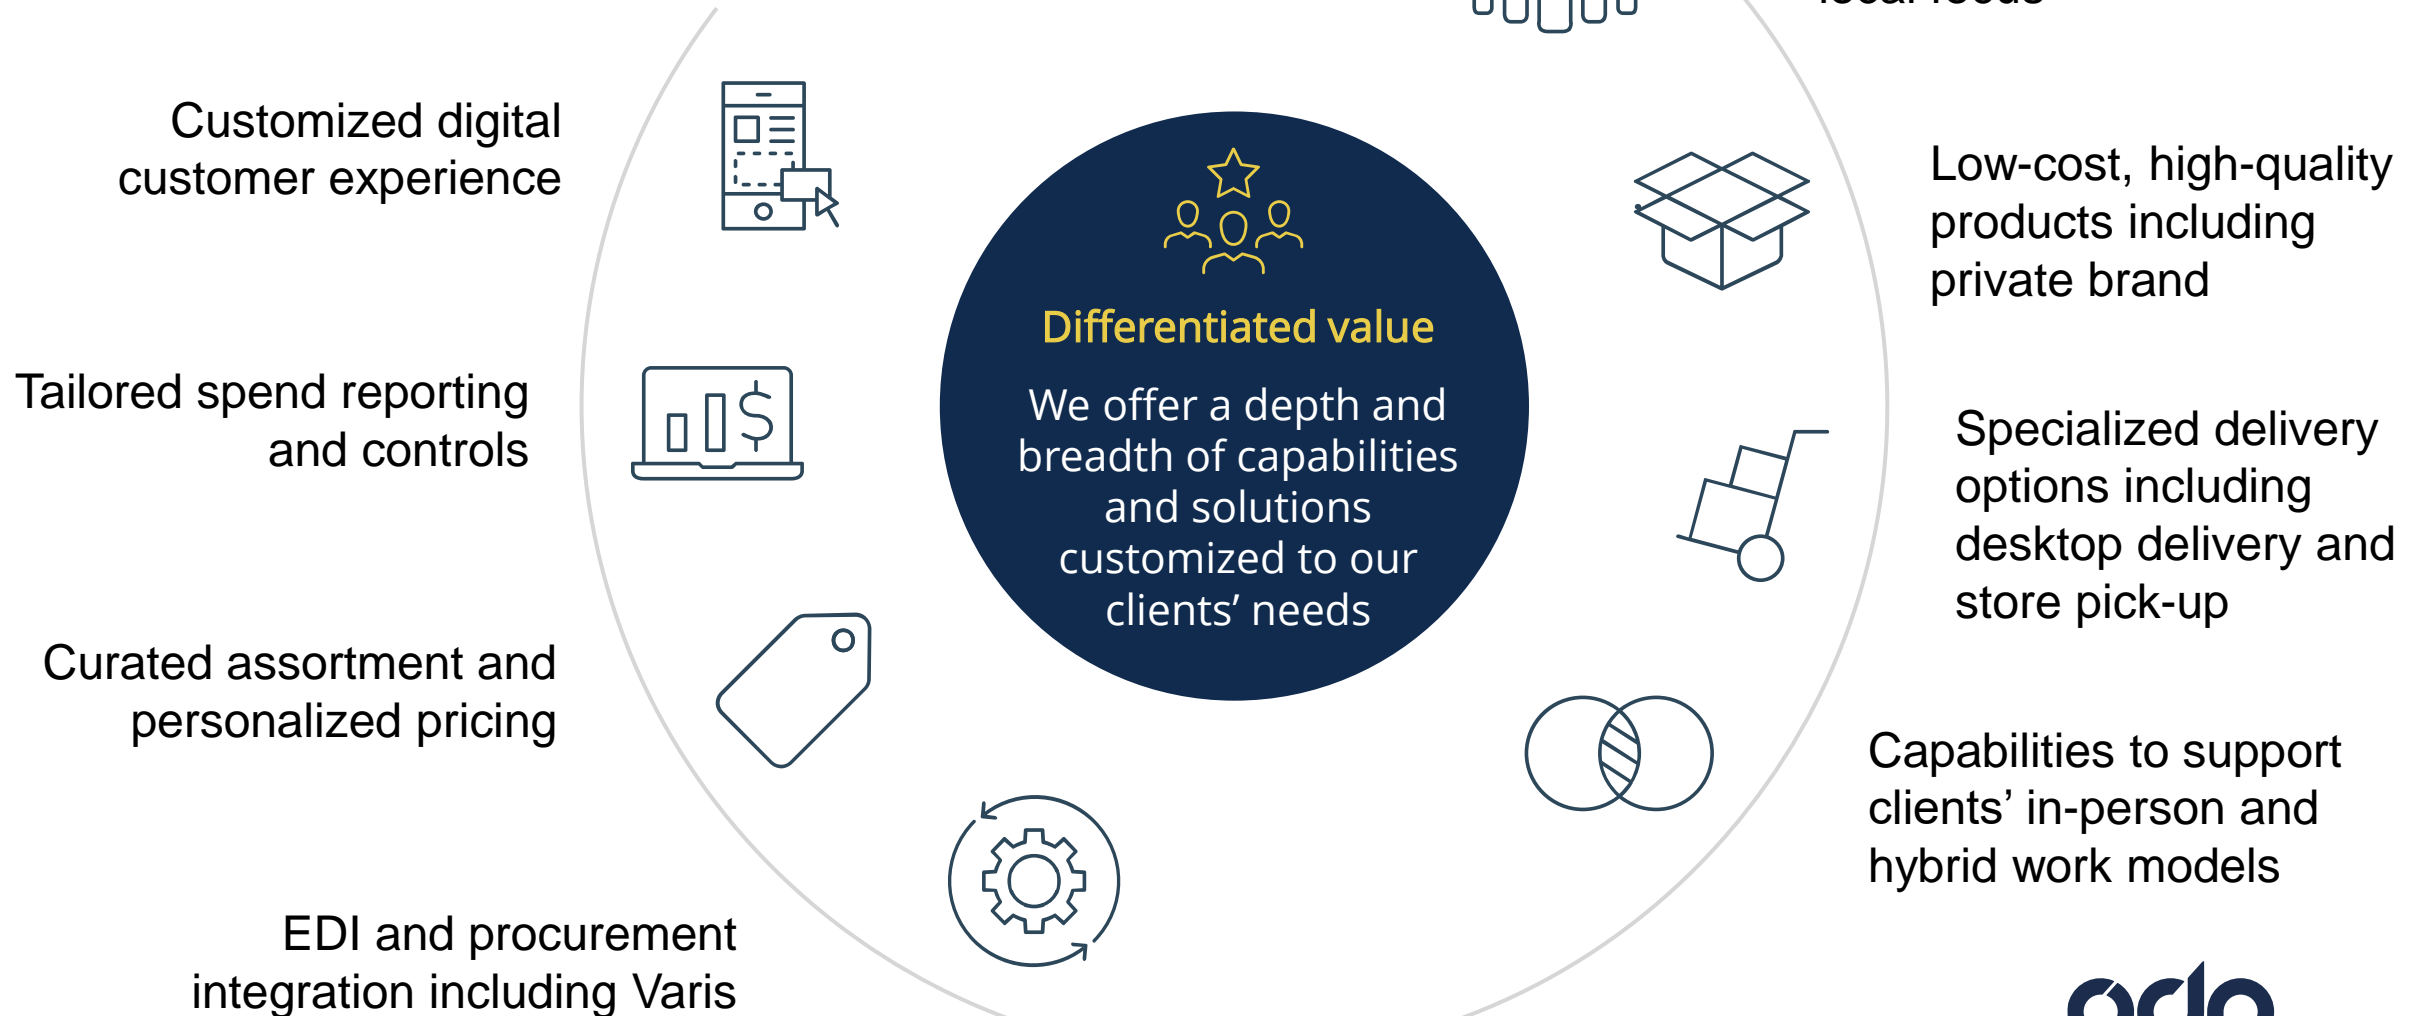 local focus
Customized digital
customer experience
Low-cost, high-quality
products including
private brand
Differentiated value
We offer a depth and
breadth of capabilities
and solutions
customized to our
clients’ needs
Tailored spend reporting
and controls
Specialized delivery
options including
desktop delivery and
store pick-up
Curated assortment and
personalized pricing
Capabilities to support
clients’ in-person and
hybrid work models
EDI and procurement
integration including Varis
$